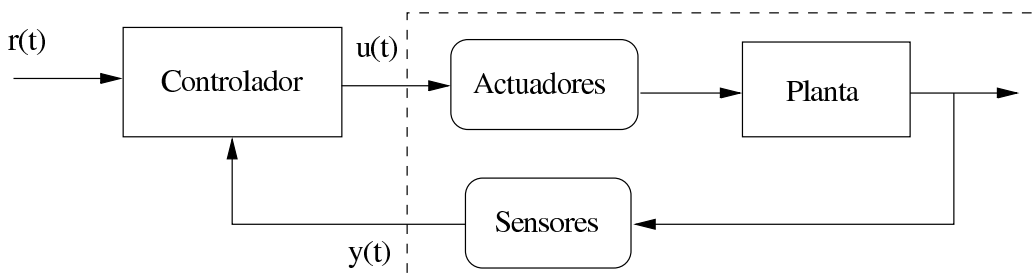 r(t)
Controlador
u(t)
Actuadores
Planta
Sensores
y(t)